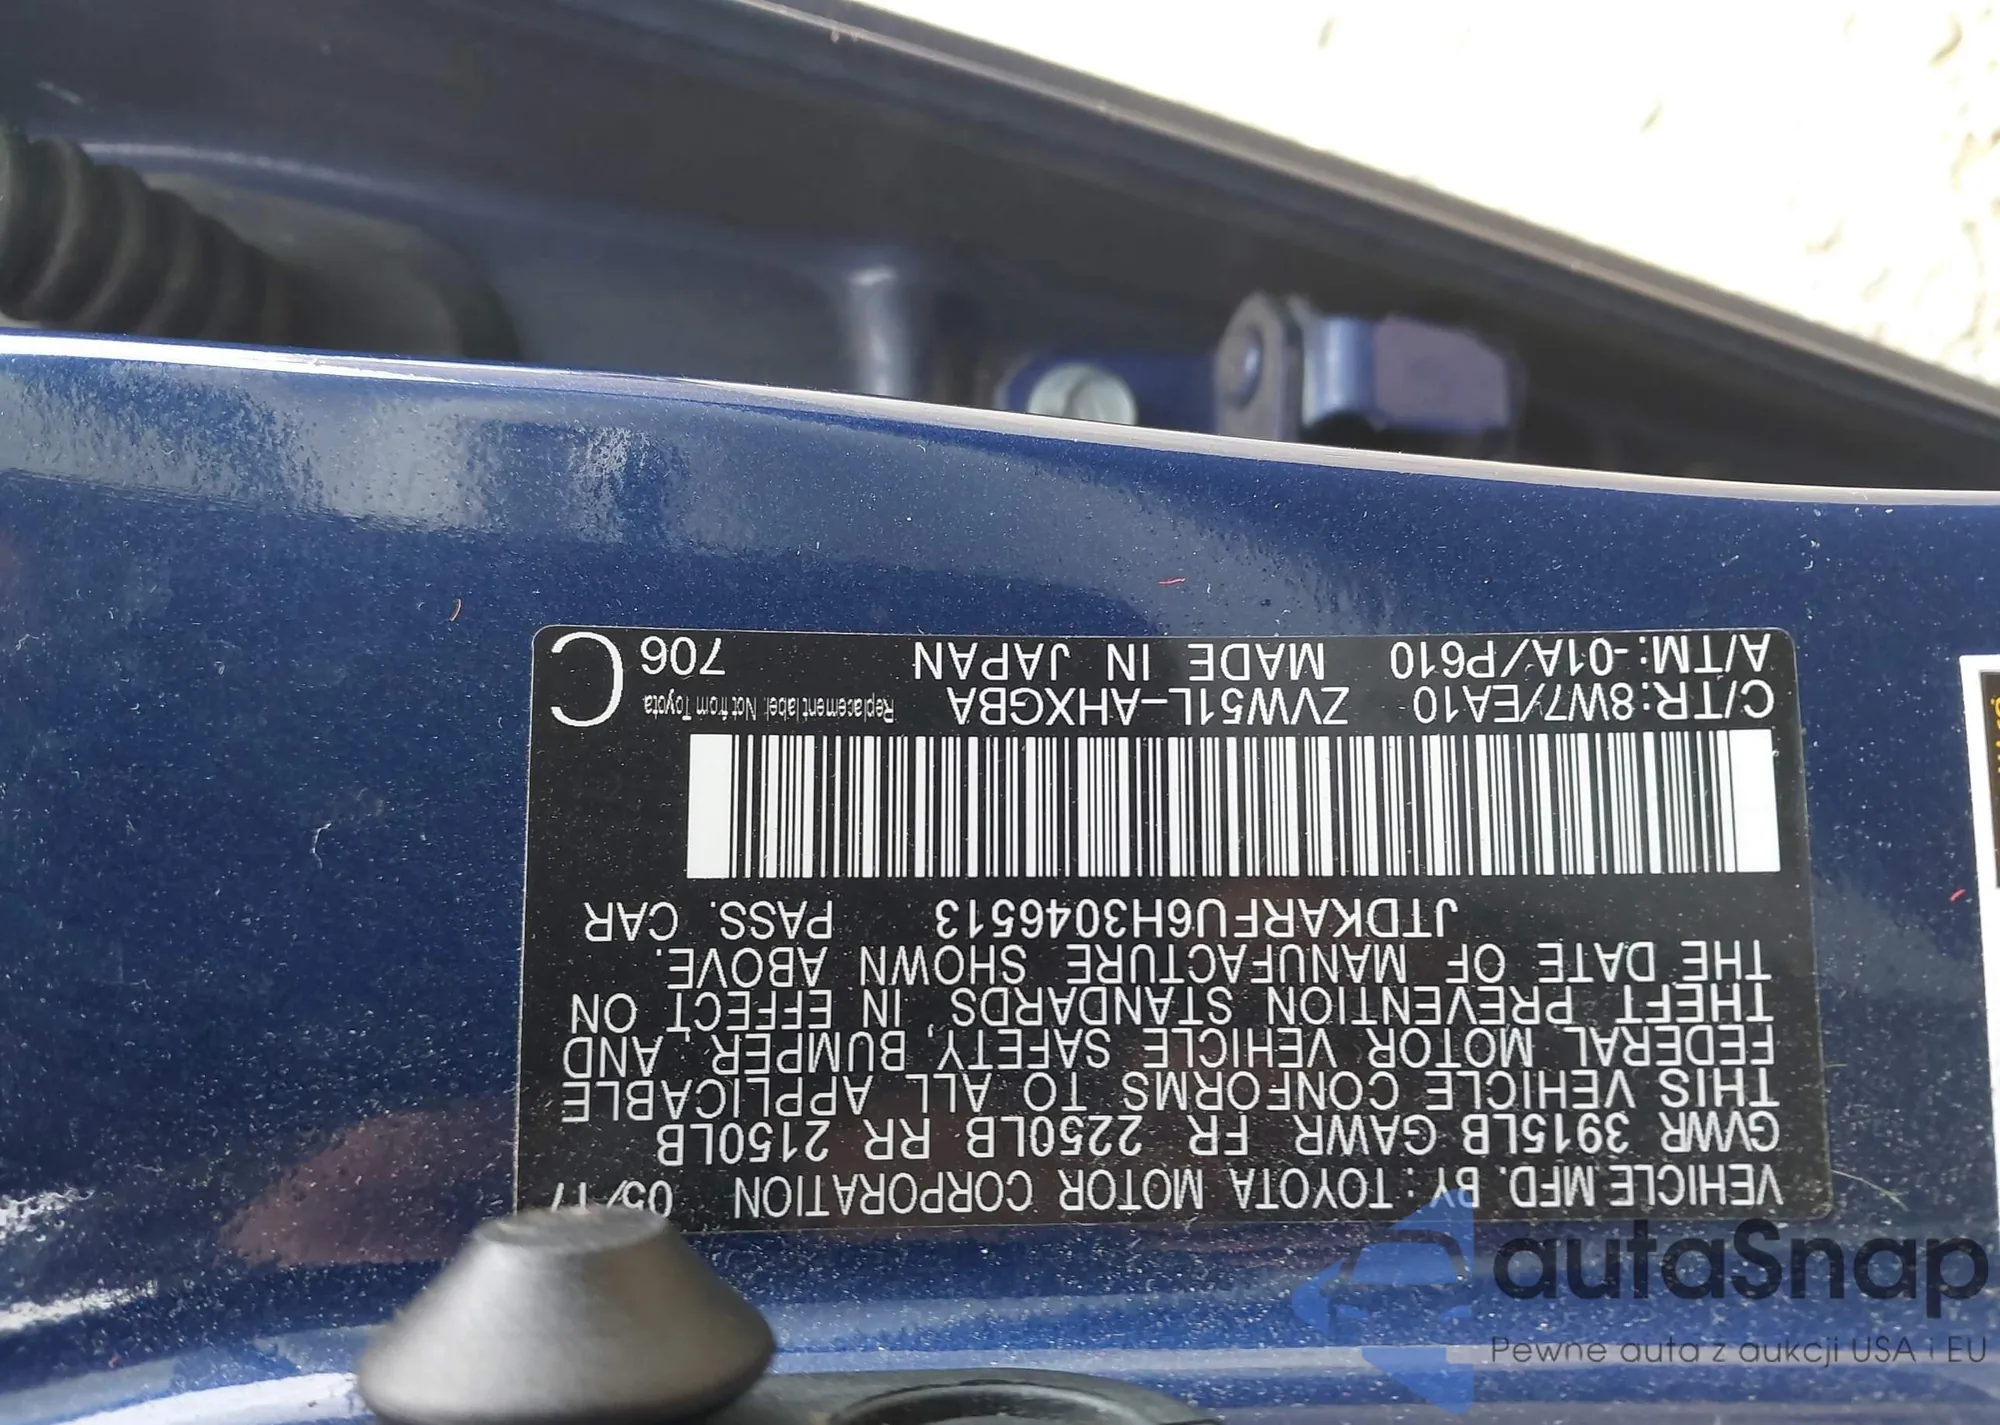 VEHICLE MFD. BY: TOYOTA MOTOR CORPORATION 05/17
GVWR 3915LB GAWR FR 2250LB RR 2150LB
THIS VEHICLE CONFORMS TO ALL APPLICABLE
FEDERAL MOTOR VEHICLE SAFETY, BUMPER, AND
THEFT PREVENTION STANDARDS, IN EFFECT ON
THE DATE OF MANUFACTURE SHOWN ABOVE.
JTDKARFU6H3046513 PASS. CAR
C/TR:8W7/EA10 ZVW51L-AHXGBA Replacement label. Not from Toyota
A/TM:-01A/P610 MADE IN JAPAN 706 C
autaSnap
Pewne auta z aukcji USA i EU